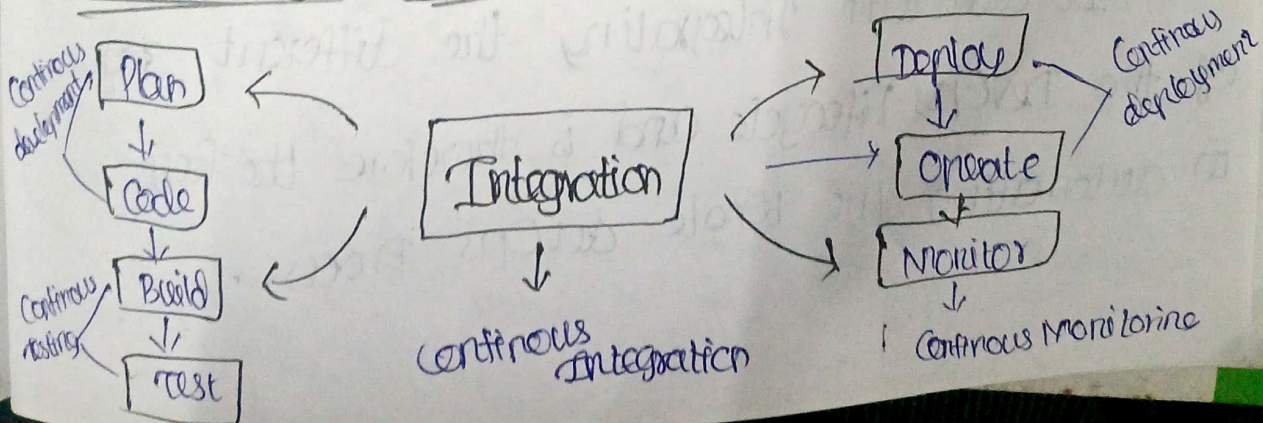 Continous
development
Plan
Code
Continous
testing
Build
Test
Integration
Continous
Integration
Deploy
Operate
Monitor
Continous
deployment
Continous Monitoring